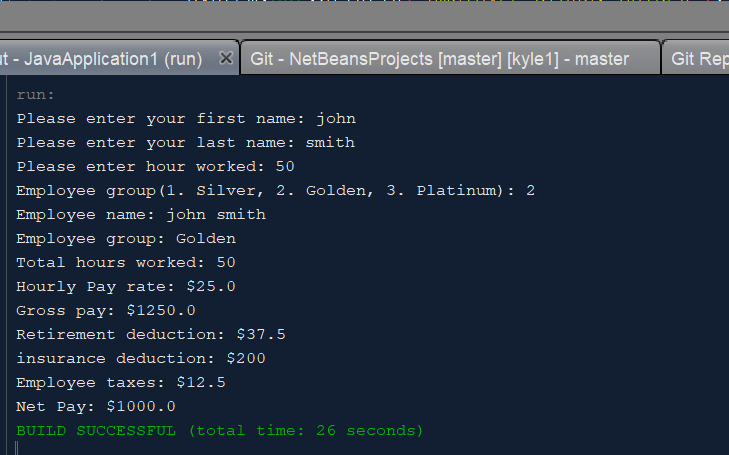 - JavaApplication1 (run) Git - NetBeansProjects [master] [kyle1] - master Git
run:
Please enter your first name: john
Please enter your last name: smith
Please enter hour worked: 50
Employee group(1. Silver, 2. Golden, 3. Platinum): 2
Employee name: john smith
Employee group: Golden
Total hours worked: 50
Hourly Pay rate: $25.0
Gross pay: $1250.0
Retirement deduction: $37.5
insurance deduction: $200
Employee taxes: $12.5
Net Pay: $1000.0
BUILD SUCCESSFUL (total time: 26 seconds)